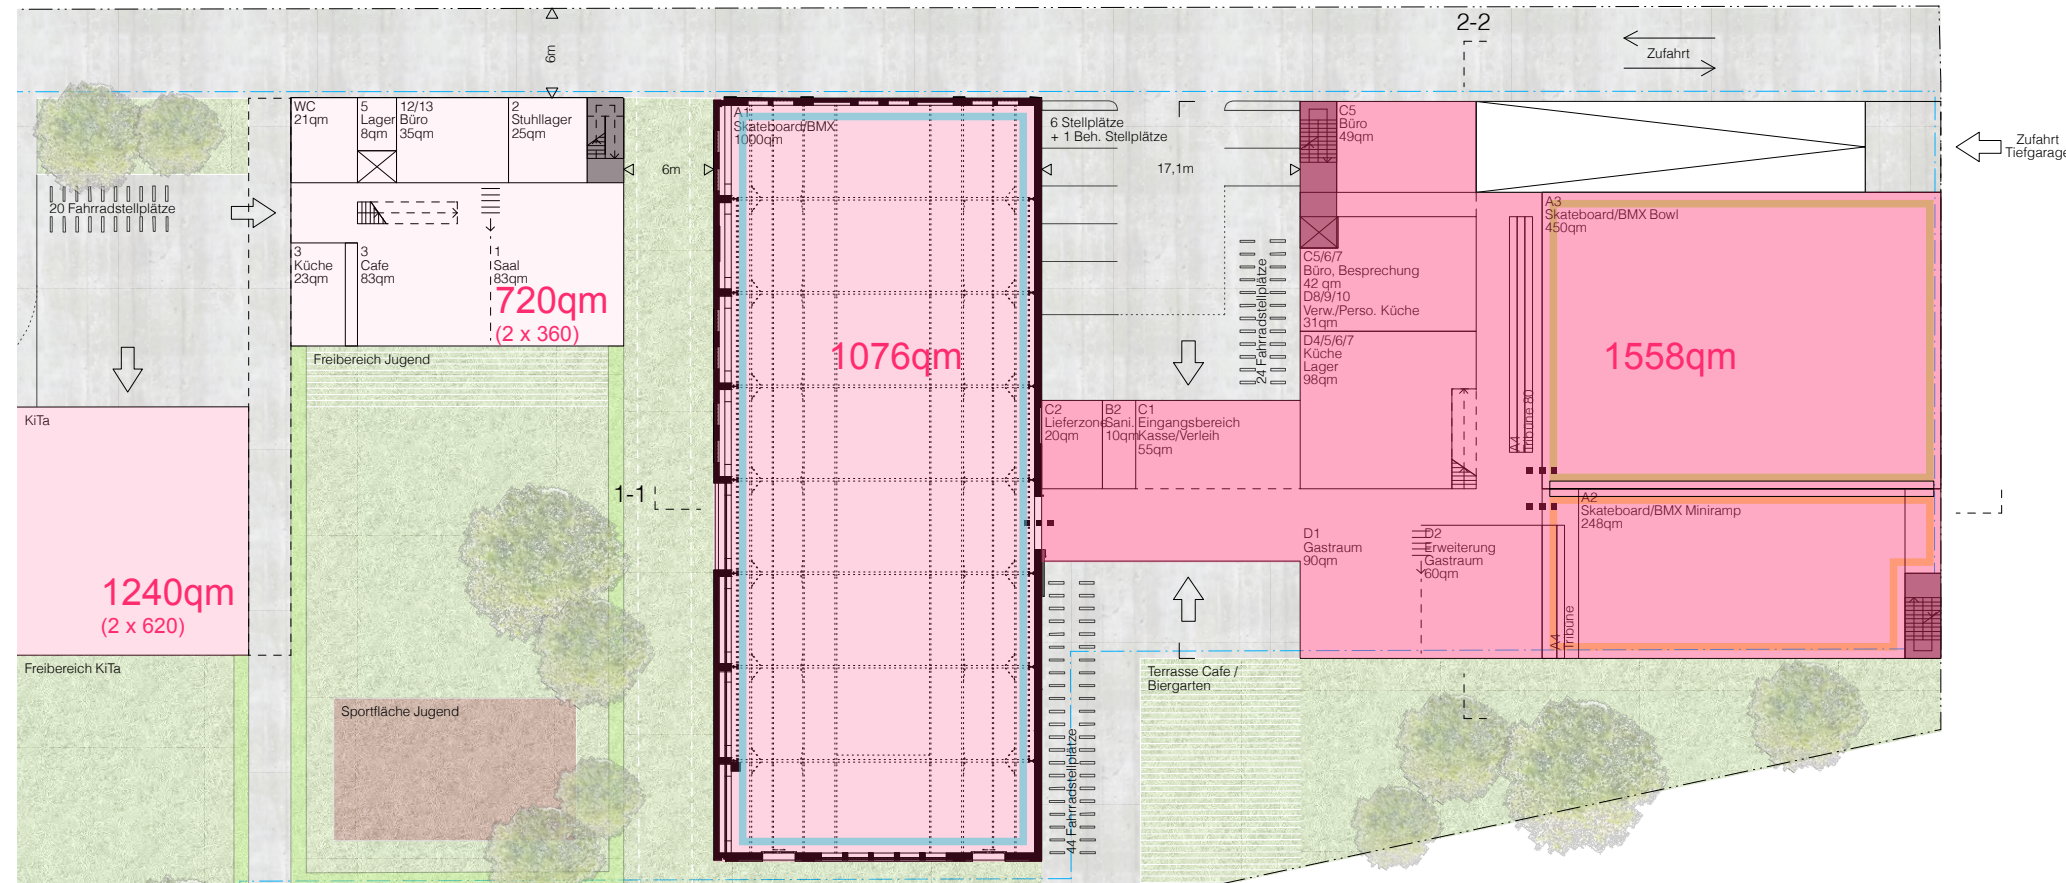 2-2
Zufahrt
6m
WC
21qm
5
Lager
8qm
12/13
Büro
35qm
2
Stuhllager
25qm
A1
Skateboard/BMX
1000qm
6 Stellplätze
+ 1 Beh. Stellplätze
C5
Büro
49qm
Zufahrt
Tiefgarage
6m
17,1m
20 Fahrradstellplätze
A3
Skateboard/BMX Bowl
450qm
3
Küche
23qm
3
Cafe
83qm
1
Saal
83qm
720qm
(2 x 360)
24 Fahrradstellplätze
C5/6/7
Büro, Besprechung
42 qm
D8/9/10
Verw./Perso. Küche
31qm
D4/5/6/7
Küche
Lager
98qm
Freibereich Jugend
1076qm
1558qm
KiTa
C2
Lieferzone
20qm
B2
Sani.
10qm
C1
Eingangsbereich
Kasse/Verleih
55qm
A4
Tribüne 80
1-1
A2
Skateboard/BMX Miniramp
248qm
D1
Gastraum
90qm
D2
Erweiterung
Gastraum
60qm
1240qm
(2 x 620)
A4
Tribüne
Freibereich KiTa
Terrasse Cafe /
Biergarten
Sportfläche Jugend
44 Fahrradstellplätze